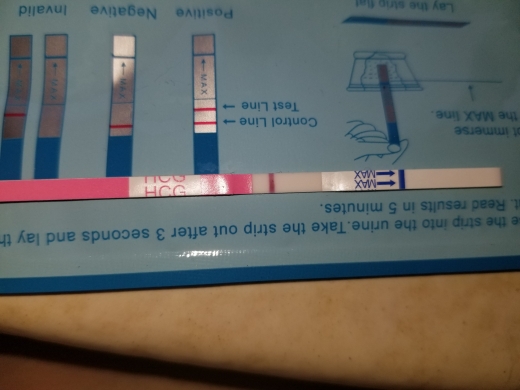 Lay the strip flat
Positive
Negative
Invalid
MAX
MAX
MAX
Test Line
Control Line
the MAX line.
ot immerse
HCG
HCG
MAX
MAX
t. Read results in 5 minutes.
e the strip into the urine. Take the strip out after 3 seconds and lay th